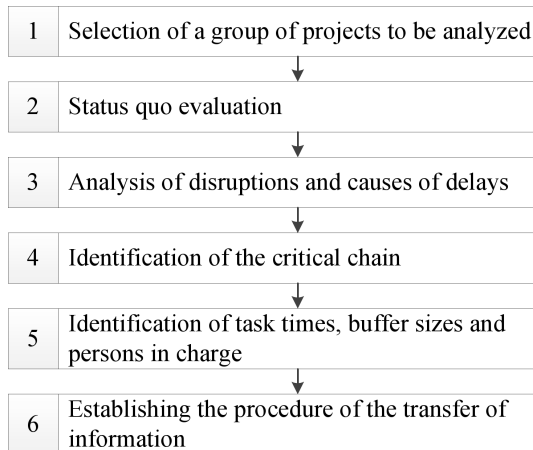 1 Selection of a group of projects to be analyzed
2 Status quo evaluation
3 Analysis of disruptions and causes of delays
4 Identification of the critical chain
5 Identification of task times, buffer sizes and
persons in charge
6 Establishing the procedure of the transfer of
information